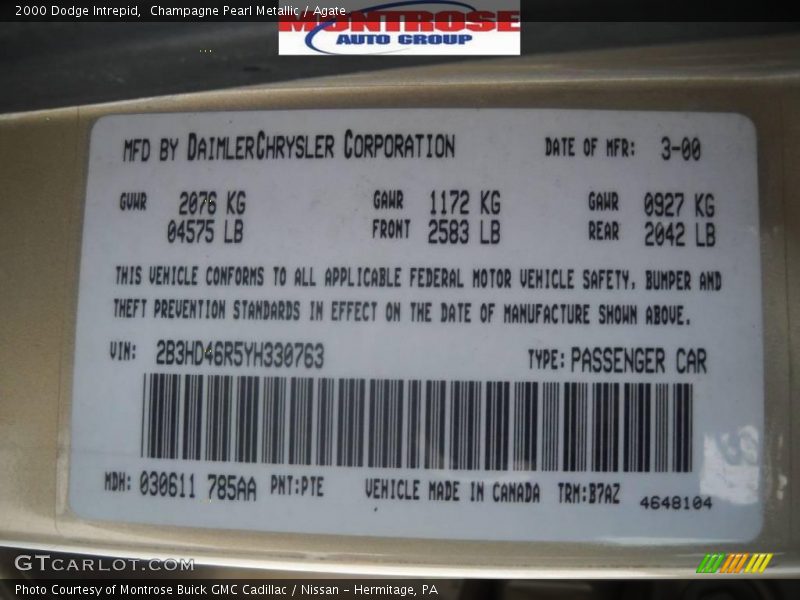 2000 Dodge Intrepid, Champagne Pearl Metallic / Agate
MONTROSE
AUTO GROUP
MFD BY DAIMLERCHRYSLER CORPORATION DATE OF MFR: 3-00
GVWR 2076 KG GAWR 1172 KG GAWR 0927 KG
04575 LB FRONT 2583 LB REAR 2042 LB
THIS VEHICLE CONFORMS TO ALL APPLICABLE FEDERAL MOTOR VEHICLE SAFETY, BUMPER AND
THEFT PREVENTION STANDARDS IN EFFECT ON THE DATE OF MANUFACTURE SHOWN ABOVE.
VIN: 2B3HD46R5YH330763 TYPE: PASSENGER CAR
MDH: 030611 785AA PNT:PTE VEHICLE MADE IN CANADA TRM:B7AZ 4648104
GTCARLOT.COM
Photo Courtesy of Montrose Buick GMC Cadillac / Nissan - Hermitage, PA